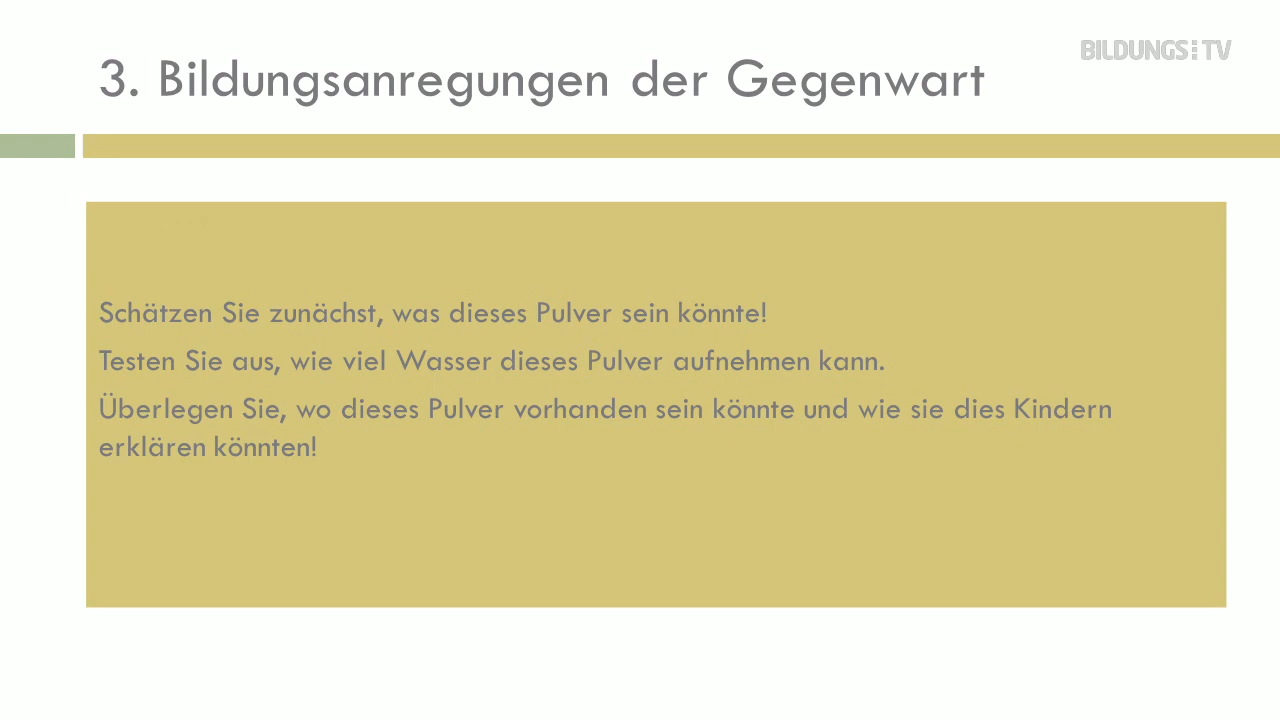 3. Bildungsanregungen der Gegenwart
BILDUNGS TV
Schätzen Sie zunächst, was dieses Pulver sein könnte!
Testen Sie aus, wie viel Wasser dieses Pulver aufnehmen kann.
Überlegen Sie, wo dieses Pulver vorhanden sein könnte und wie sie dies Kindern
erklären könnten!